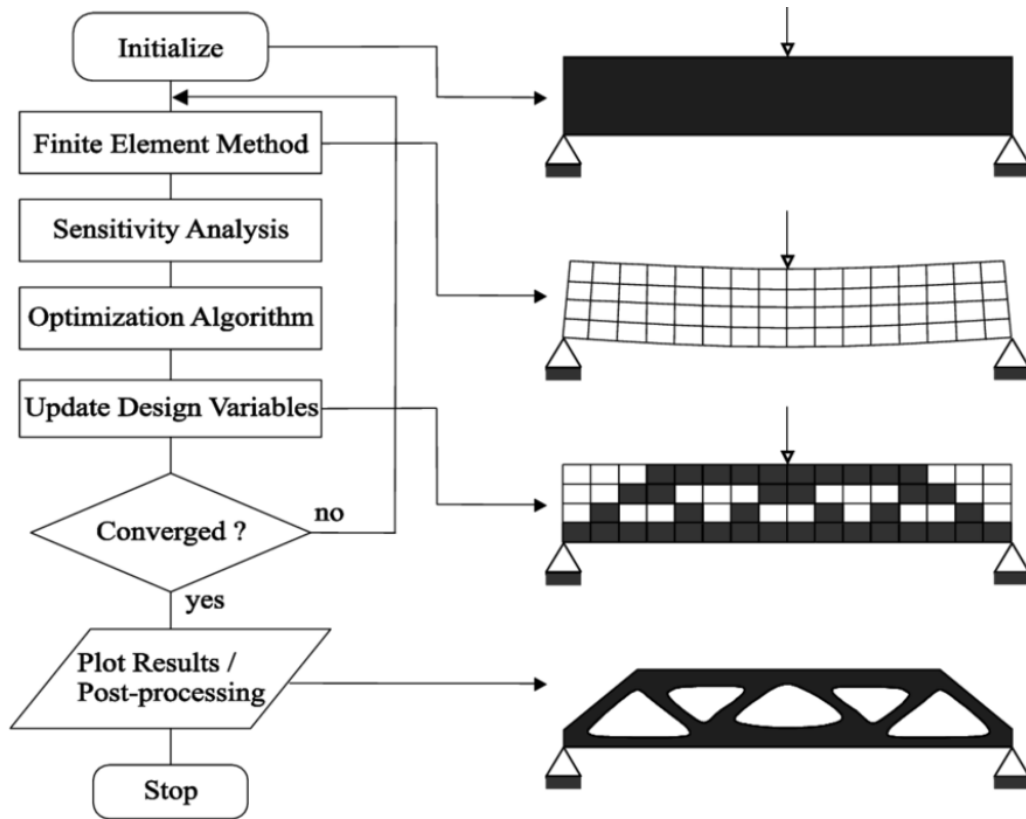 Initialize
Finite Element Method
Sensitivity Analysis
Optimization Algorithm
Update Design Variables
Converged ?
no
yes
Plot Results /
Post-processing
Stop